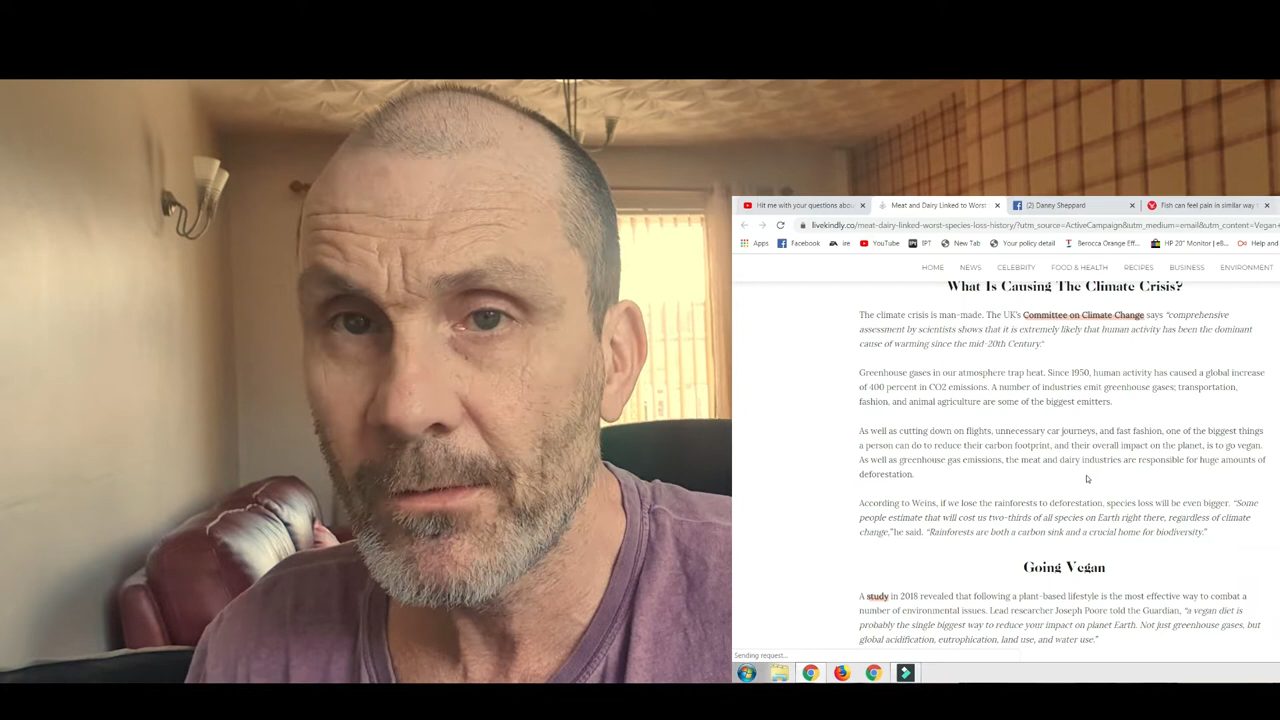 Hit me with your questions abou
Meat and Dairy Linked to Worst
(2) Danny Sheppard
Fish can feel pain in similar way
livekindly.co/meat-dairy-linked-worst-species-loss-history/?utm_source=ActiveCampaign&utm_medium=email&utm_content=Vegan+
Apps
Facebook
ire
YouTube
IPT
New Tab
Your policy detail
Berocca Orange Eff...
HP 20" Monitor | eB...
Help and
HOME
NEWS
CELEBRITY
FOOD & HEALTH
RECIPES
BUSINESS
ENVIRONMENT
What Is Causing The Climate Crisis?
The climate crisis is man-made. The UK's Committee on Climate Change says “comprehensive
assessment by scientists shows that it is extremely likely that human activity has been the dominant
cause of warming since the mid-20th Century.“
Greenhouse gases in our atmosphere trap heat. Since 1950, human activity has caused a global increase
of 400 percent in CO2 emissions. A number of industries emit greenhouse gases; transportation,
fashion, and animal agriculture are some of the biggest emitters.
As well as cutting down on flights, unnecessary car journeys, and fast fashion, one of the biggest things
a person can do to reduce their carbon footprint, and their overall impact on the planet, is to go vegan.
As well as greenhouse gas emissions, the meat and dairy industries are responsible for huge amounts of
deforestation.
According to Weins, if we lose the rainforests to deforestation, species loss will be even bigger. “Some
people estimate that will cost us two-thirds of all species on Earth right there, regardless of climate
change,” he said. “Rainforests are both a carbon sink and a crucial home for biodiversity.”
Going Vegan
A study in 2018 revealed that following a plant-based lifestyle is the most effective way to combat a
number of environmental issues. Lead researcher Joseph Poore told the Guardian, “a vegan diet is
probably the single biggest way to reduce your impact on planet Earth. Not just greenhouse gases, but
global acidification, eutrophication, land use, and water use.”
Sending request...